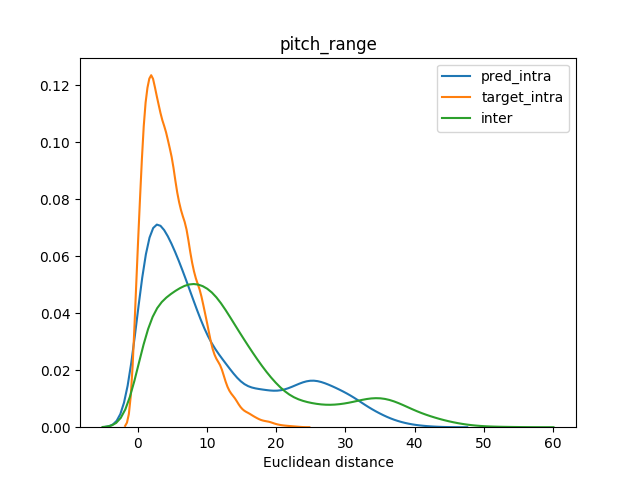 pitch_range
pred_intra
target_intra
inter
0.12
0.10
0.08
0.06
0.04
0.02
0.00
0 10 20 30 40 50 60
Euclidean distance